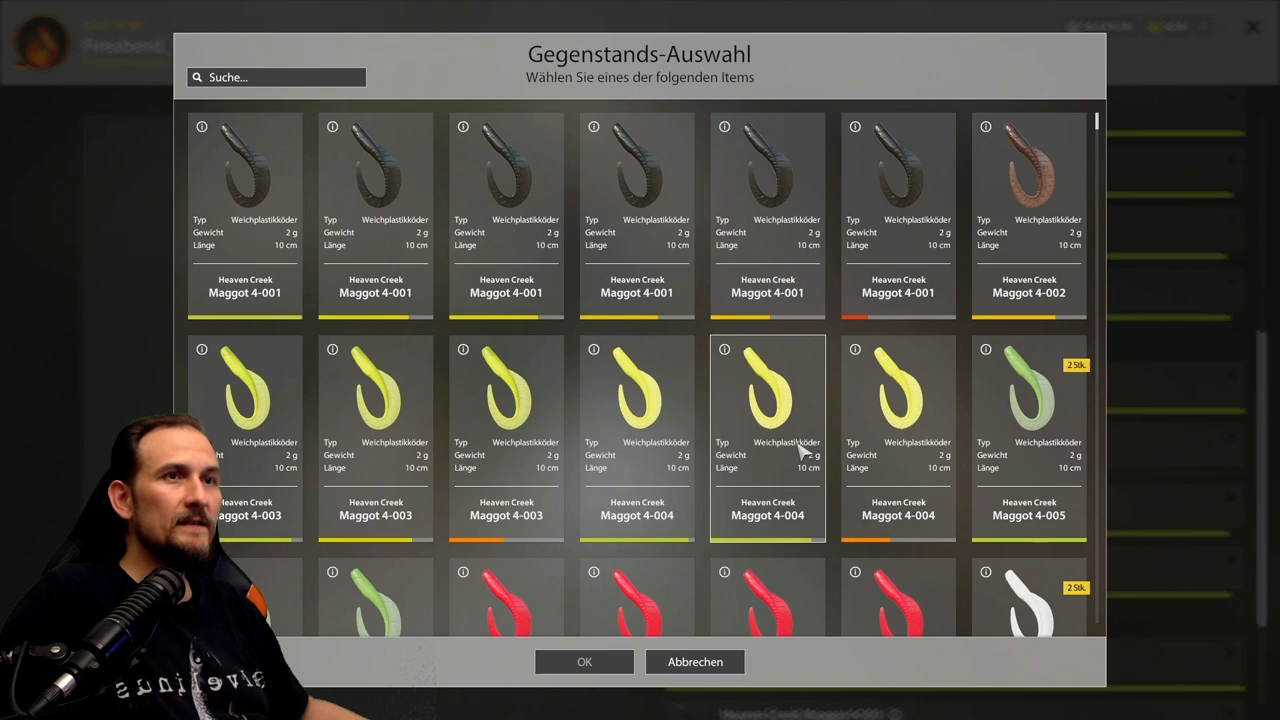 Gegenstands-Auswahl
Wählen Sie eines der folgenden Items
Suche...
Typ Weichplastikköder
Gewicht 2 g
Länge 10 cm
Heaven Creek
Maggot 4-001
Typ Weichplastikköder
Gewicht 2 g
Länge 10 cm
Heaven Creek
Maggot 4-001
Typ Weichplastikköder
Gewicht 2 g
Länge 10 cm
Heaven Creek
Maggot 4-001
Typ Weichplastikköder
Gewicht 2 g
Länge 10 cm
Heaven Creek
Maggot 4-001
Typ Weichplastikköder
Gewicht 2 g
Länge 10 cm
Heaven Creek
Maggot 4-001
Typ Weichplastikköder
Gewicht 2 g
Länge 10 cm
Heaven Creek
Maggot 4-001
Typ Weichplastikköder
Gewicht 2 g
Länge 10 cm
Heaven Creek
Maggot 4-002
Weichplastikköder
2 g
10 cm
Heaven Creek
aggot 4-003
Typ Weichplastikköder
Gewicht 2 g
Länge 10 cm
Heaven Creek
Maggot 4-003
Typ Weichplastikköder
Gewicht 2 g
Länge 10 cm
Heaven Creek
Maggot 4-003
Typ Weichplastikköder
Gewicht 2 g
Länge 10 cm
Heaven Creek
Maggot 4-004
Typ Weichplastikköder
Gewicht 2 g
Länge 10 cm
Heaven Creek
Maggot 4-004
Typ Weichplastikköder
Gewicht 2 g
Länge 10 cm
Heaven Creek
Maggot 4-004
2 Stk.
Typ Weichplastikköder
Gewicht 2 g
Länge 10 cm
Heaven Creek
Maggot 4-005
2 Stk.
OK
Abbrechen